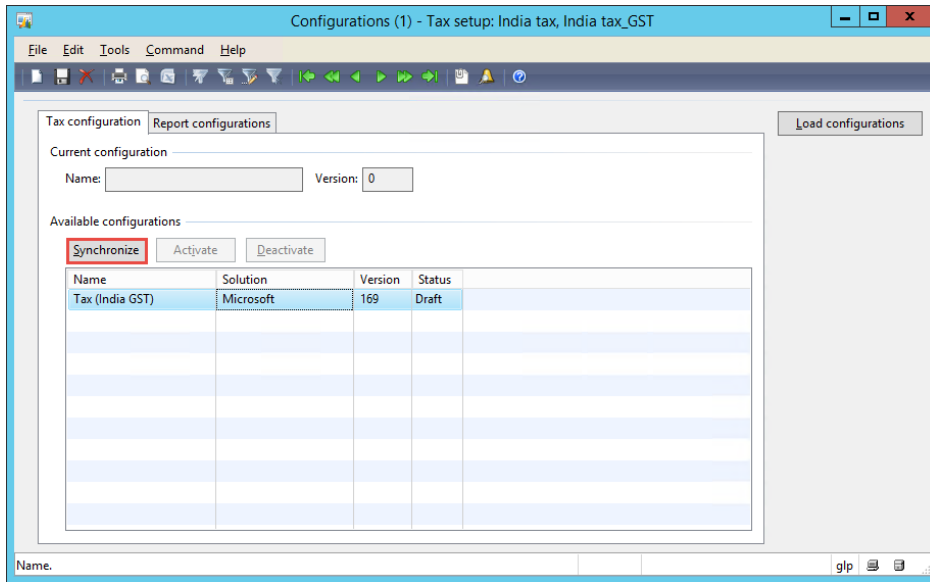 Configurations (1) - Tax setup: India tax, India tax_GST
File Edit Tools Command Help
Tax configuration Report configurations Load configurations
Current configuration
Name: Version: 0
Available configurations
Synchronize Activate Deactivate
Name Solution Version Status
Tax (India GST) Microsoft 169 Draft
Name. glp